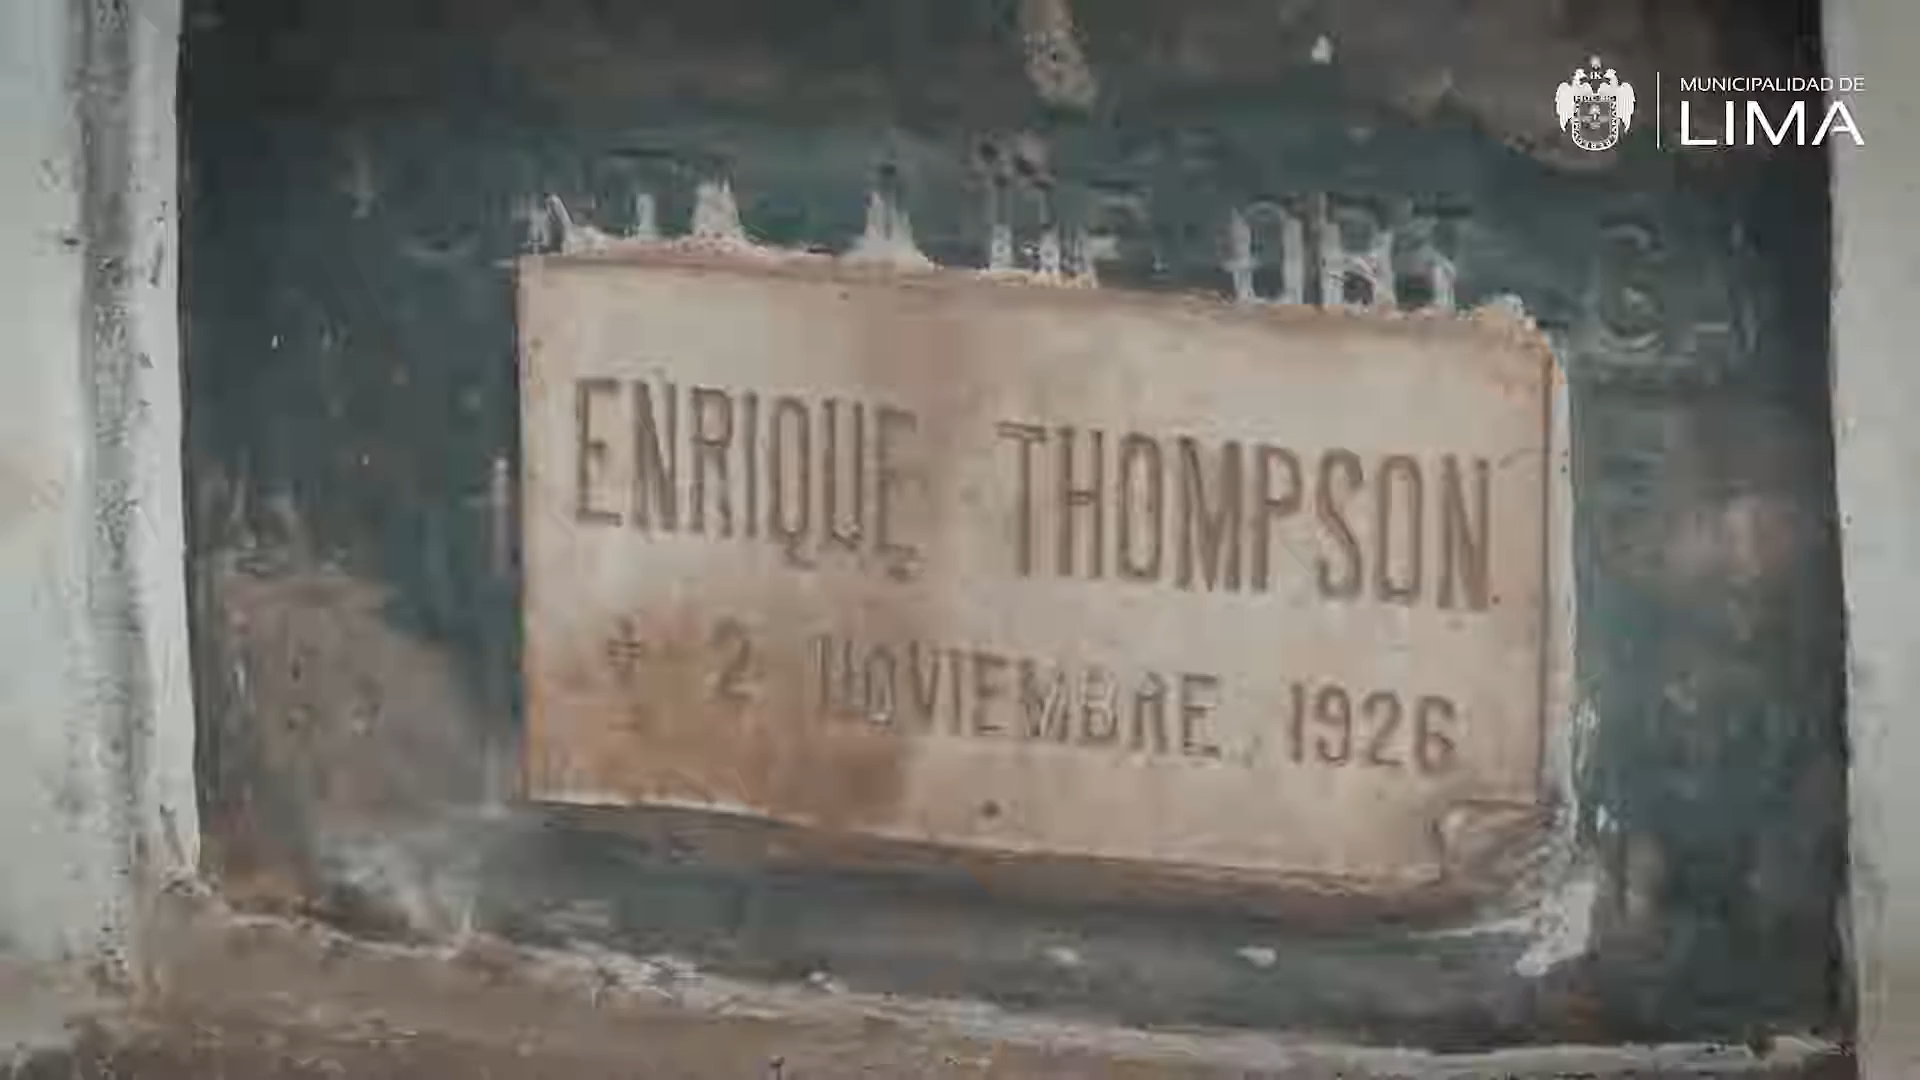 MUNICIPALIDAD DE
LIMA
ENRIQUE THOMPSON
† 2 NOVIEMBRE 1926